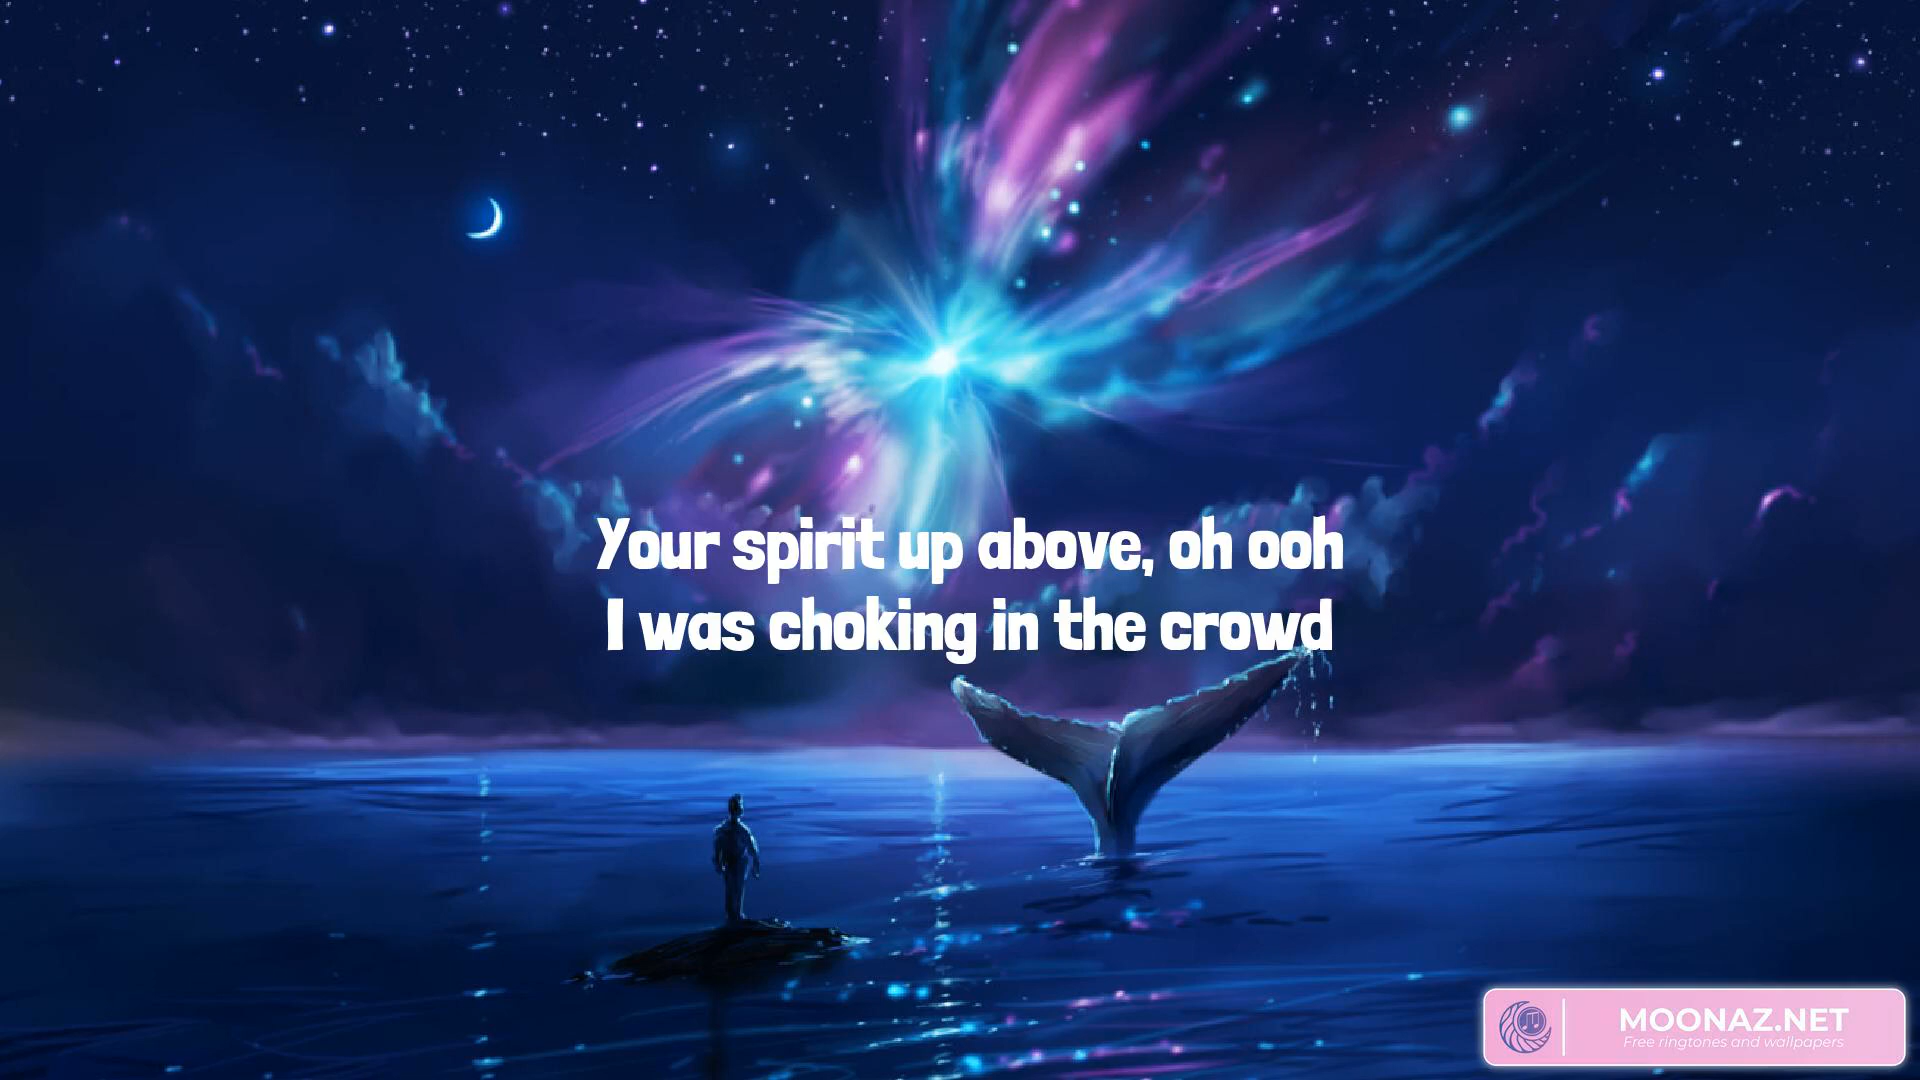 Your spirit up above, oh ooh
I was choking in the crowd
MOONAZ.NET
Free ringtones and wallpapers